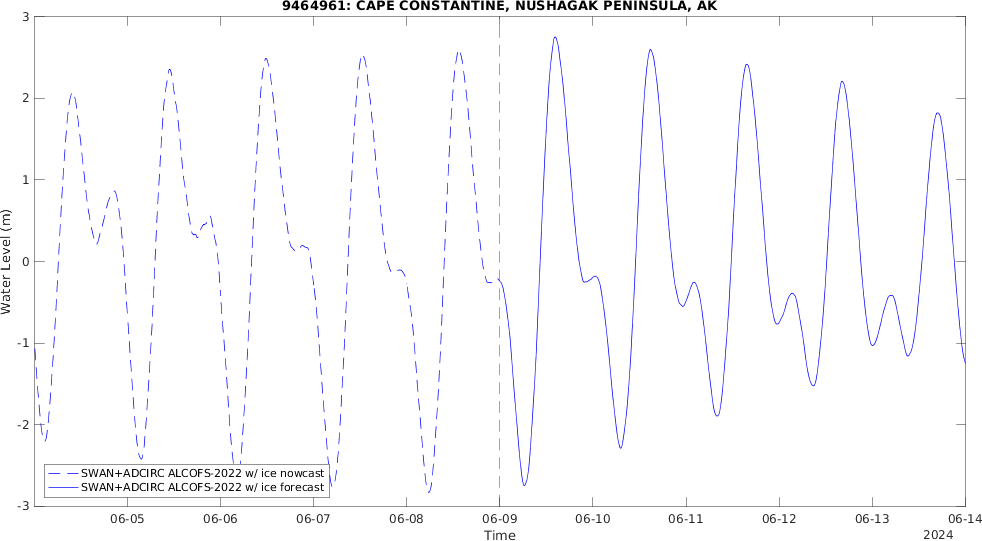 9464961: CAPE CONSTANTINE, NUSHAGAK PENINSULA, AK
3
2
1
0
-1
-2
-3
Water Level (m)
SWAN+ADCIRC ALCOFS-2022 w/ ice nowcast
SWAN+ADCIRC ALCOFS-2022 w/ ice forecast
06-05 06-06 06-07 06-08 06-09 06-10 06-11 06-12 06-13 06-14
Time
2024